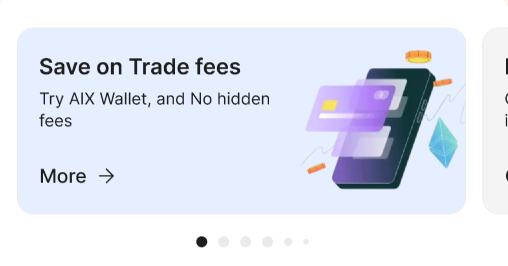 Save on Trade fees
Try AIX Wallet, and No hidden
fees
More →